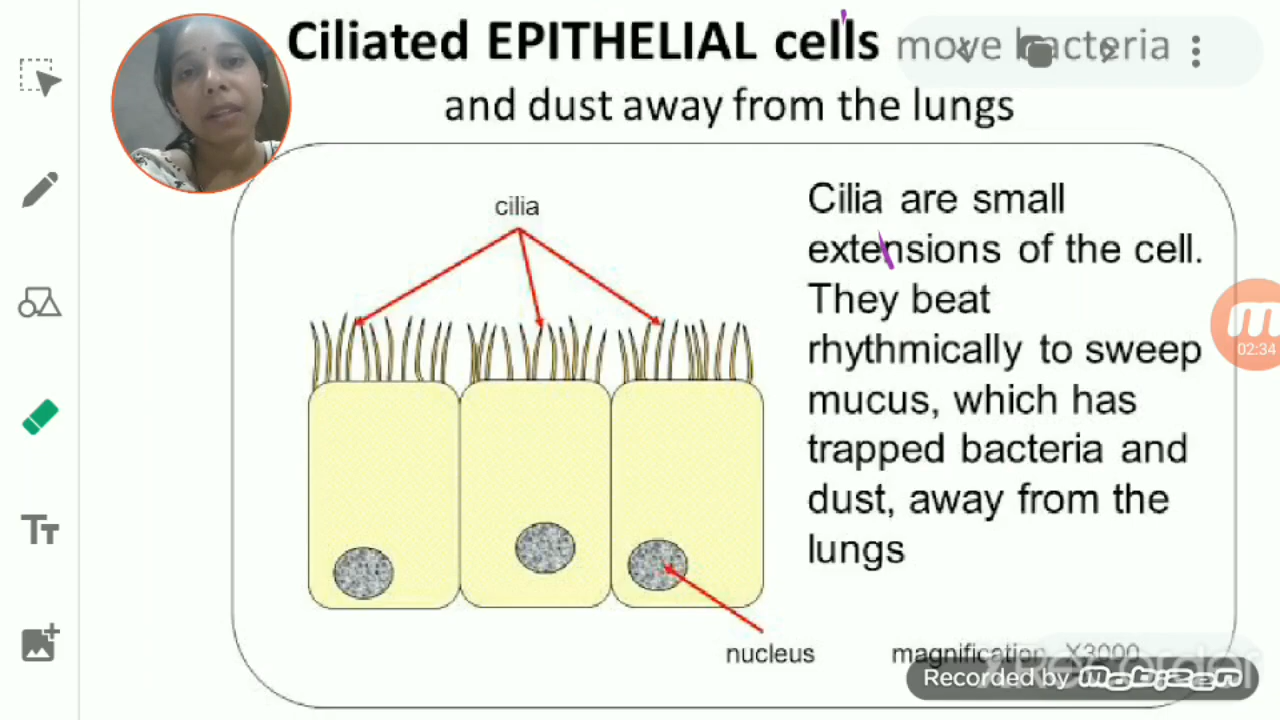 Ciliated EPITHELIAL cells move bacteria
and dust away from the lungs
cilia
Cilia are small
extensions of the cell.
They beat
rhythmically to sweep
mucus, which has
trapped bacteria and
dust, away from the
lungs
02:34
TT
nucleus
magnification X3000
Recorded by mobizen